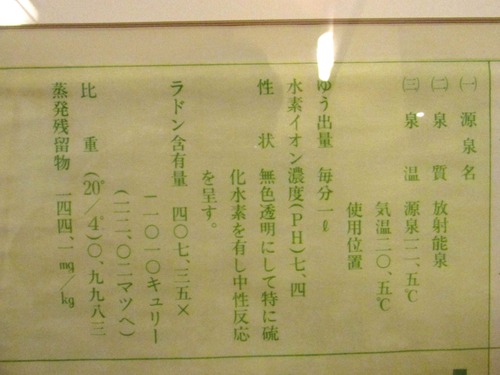 ㈠ 源泉名
㈡ 泉質 放射能泉
㈢ 泉温 源泉二二、五℃
気温二〇、五℃
使用位置
ゆう出量 毎分一ℓ
水素イオン濃度(PH)七、四
性状 無色透明にして特に硫
化水素を有し中性反応
を呈す。
ラドン含有量 四〇七、三五×
一〇一〇キュリー
(一一二、〇二マツヘ)
比重(20°/4°)〇、九九八三
蒸発残留物 一四四、一mg/kg